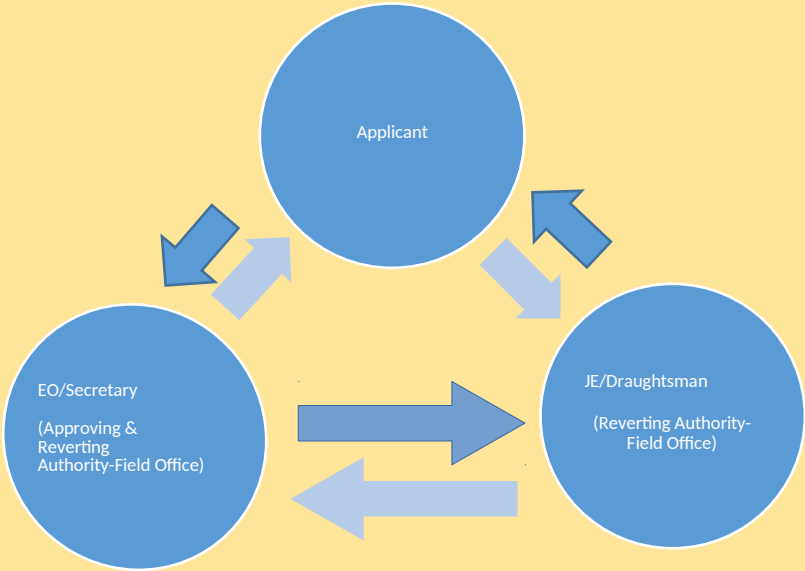 Applicant
EO/Secretary
(Approving &
Reverting
Authority-Field Office)
JE/Draughtsman
(Reverting Authority-
Field Office)